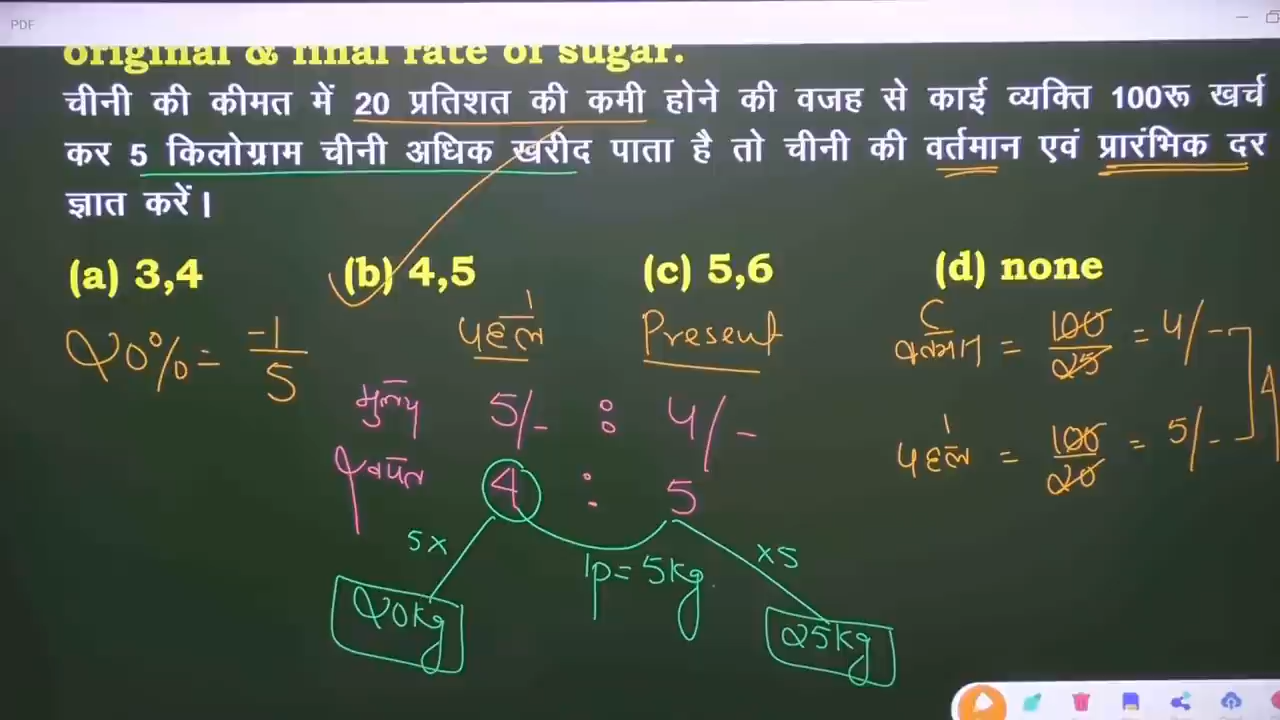 PDF
original & final rate of sugar.
चीनी की कीमत में 20 प्रतिशत की कमी होने की वजह से काई व्यक्ति 100रू खर्च
कर 5 किलोग्राम चीनी अधिक खरीद पाता है तो चीनी की वर्तमान एवं प्रारंभिक दर
ज्ञात करें।
(a) 3,4 (b) 4,5 (c) 5,6 (d) none
20% = -1/5
पहले Present
मुल्य 5/- : 4/-
खपत 4 : 5
5x x5
1p = 5kg.
20kg 25kg
वर्तमान = 100/25 = 4/-
पहले = 100/20 = 5/-